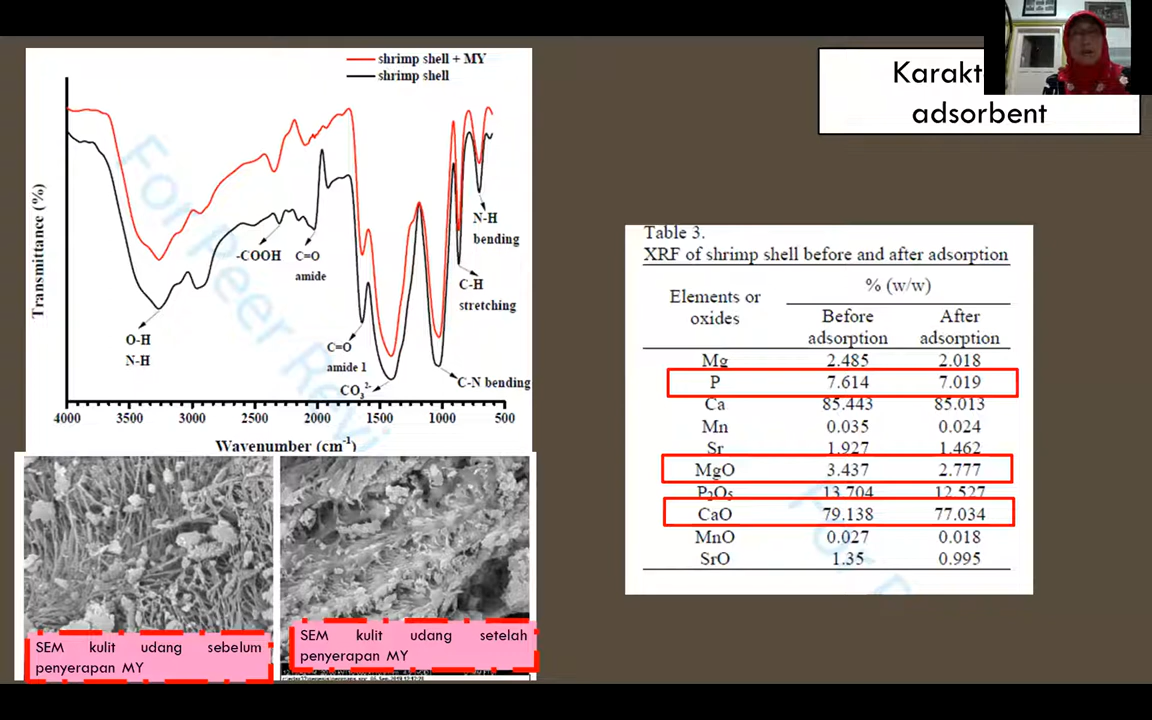 shrimp shell + MY
shrimp shell
Transmittance (%)
O-H
N-H
-COOH
C=O
amide
C=O
amide 1
CO₃²⁻
C-N bending
C-H
stretching
N-H
bending
4000 3500 3000 2500 2000 1500 1000 500
Wavenumber (cm⁻¹)
For Peer Revi
SEM kulit udang sebelum
penyerapan MY
SEM kulit udang setelah
penyerapan MY
adsorbent
Table 3.
XRF of shrimp shell before and after adsorption
Elements or
oxides
% (w/w)
Before
adsorption
After
adsorption
Mg 2.485 2.018
P 7.614 7.019
Ca 85.443 85.013
Mn 0.035 0.024
Sr 1.927 1.462
MgO 3.437 2.777
P₂O₅ 13.704 12.527
CaO 79.138 77.034
MnO 0.027 0.018
SrO 1.35 0.995